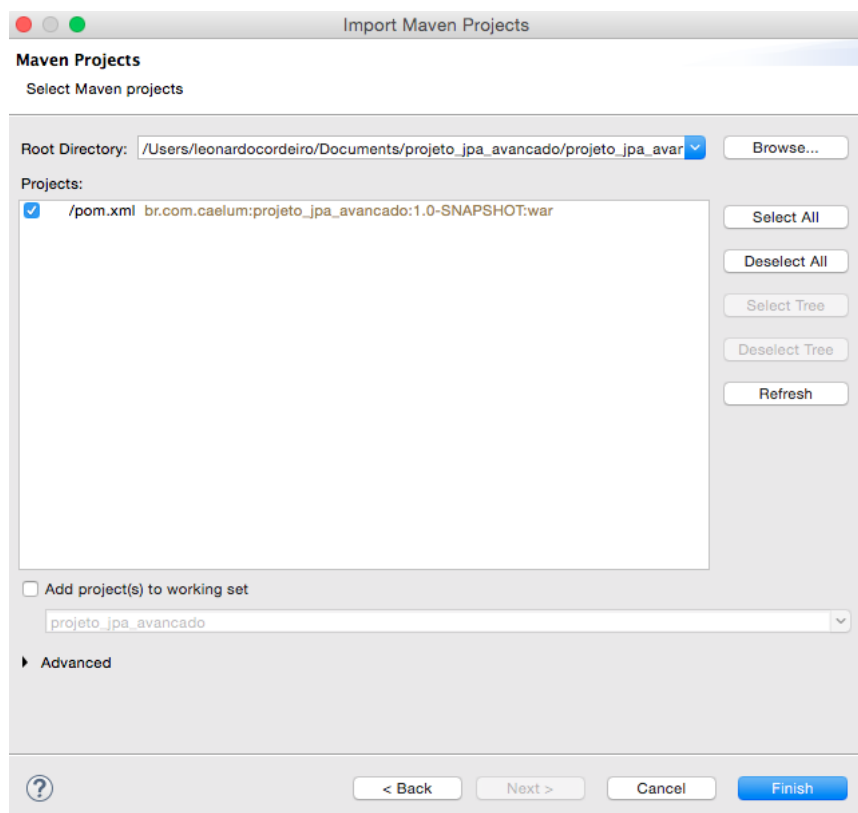 Import Maven Projects
Maven Projects
Select Maven projects
Root Directory: /Users/leonardocordeiro/Documents/projeto_jpa_avancado/projeto_jpa_avar Browse...
Projects:
/pom.xml br.com.caelum:projeto_jpa_avancado:1.0-SNAPSHOT:war
Select All
Deselect All
Select Tree
Deselect Tree
Refresh
Add project(s) to working set
projeto_jpa_avancado
Advanced
? < Back Next > Cancel Finish